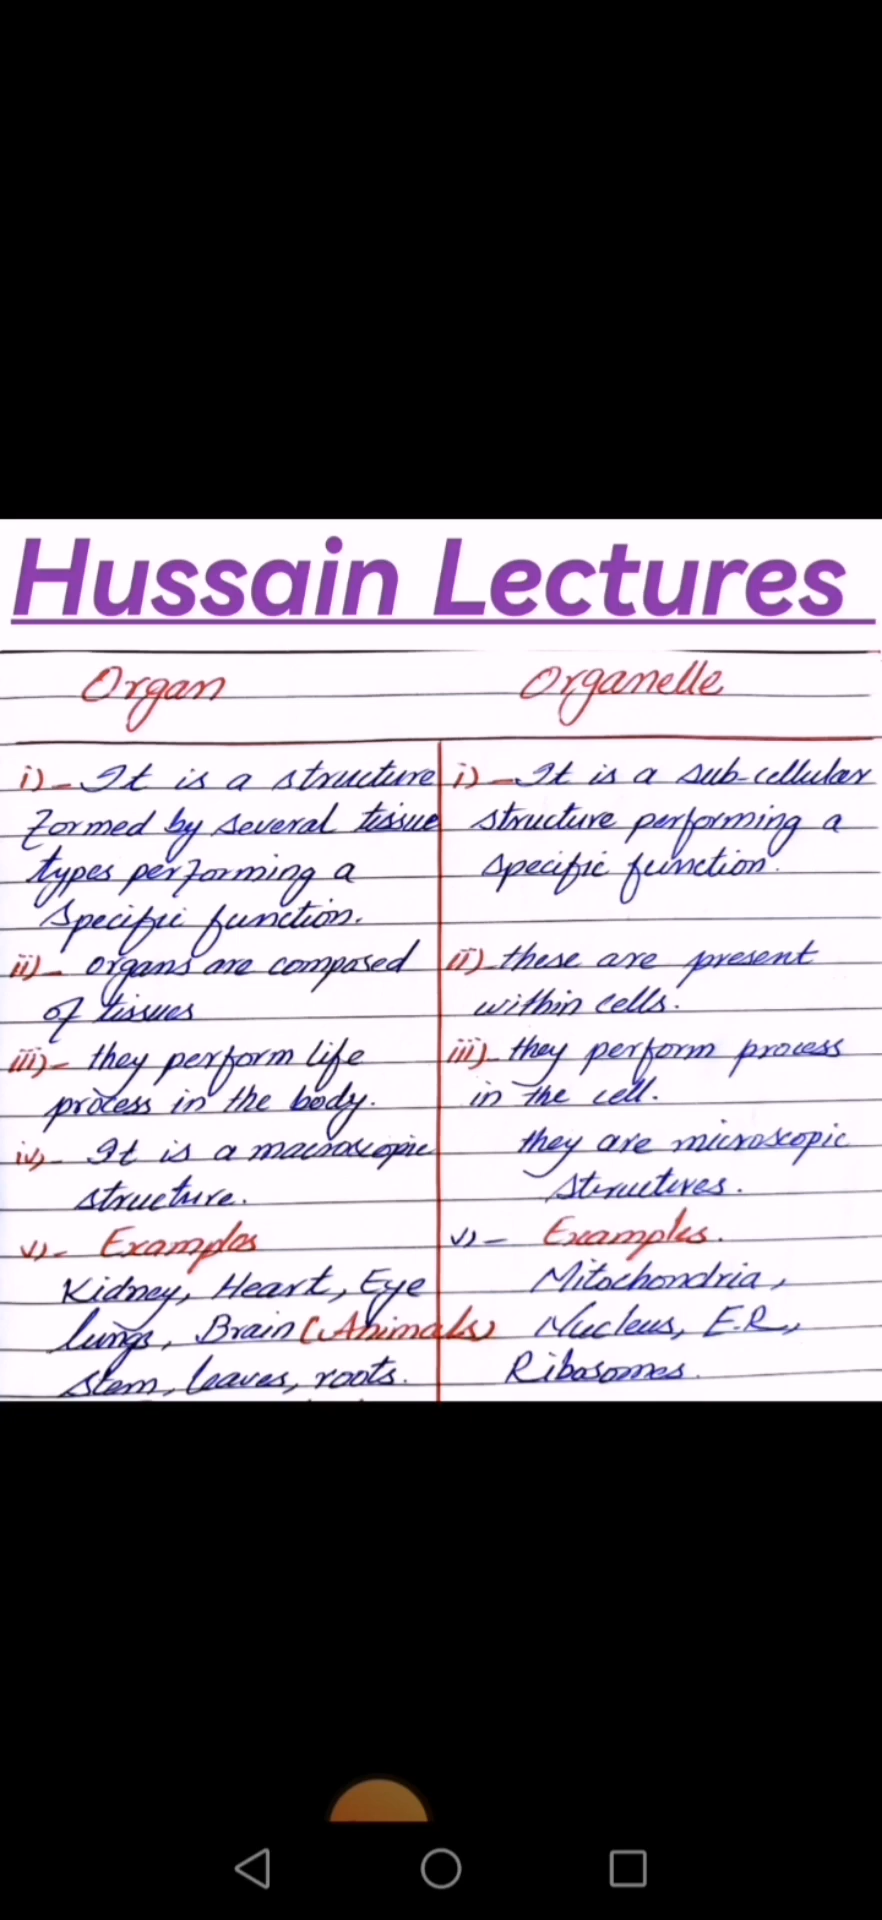 Hussain Lectures
Organ
i)- It is a structure
formed by several tissue
types performing a
specific function.
ii)- organs are composed
of tissues
iii)- they perform life
process in the body.
iv)- It is a macroscopic
structure.
v)- Examples
Kidney, Heart, Eye
lungs, Brain (Animals)
stem, leaves, roots.
Organelle
i)- It is a sub-cellular
structure performing a
specific function.
ii)- these are present
within cells.
iii)- they perform process
in the cell.
they are microscopic
structures.
v)- Examples.
Mitochondria,
Nucleus, E.R,
Ribosomes.